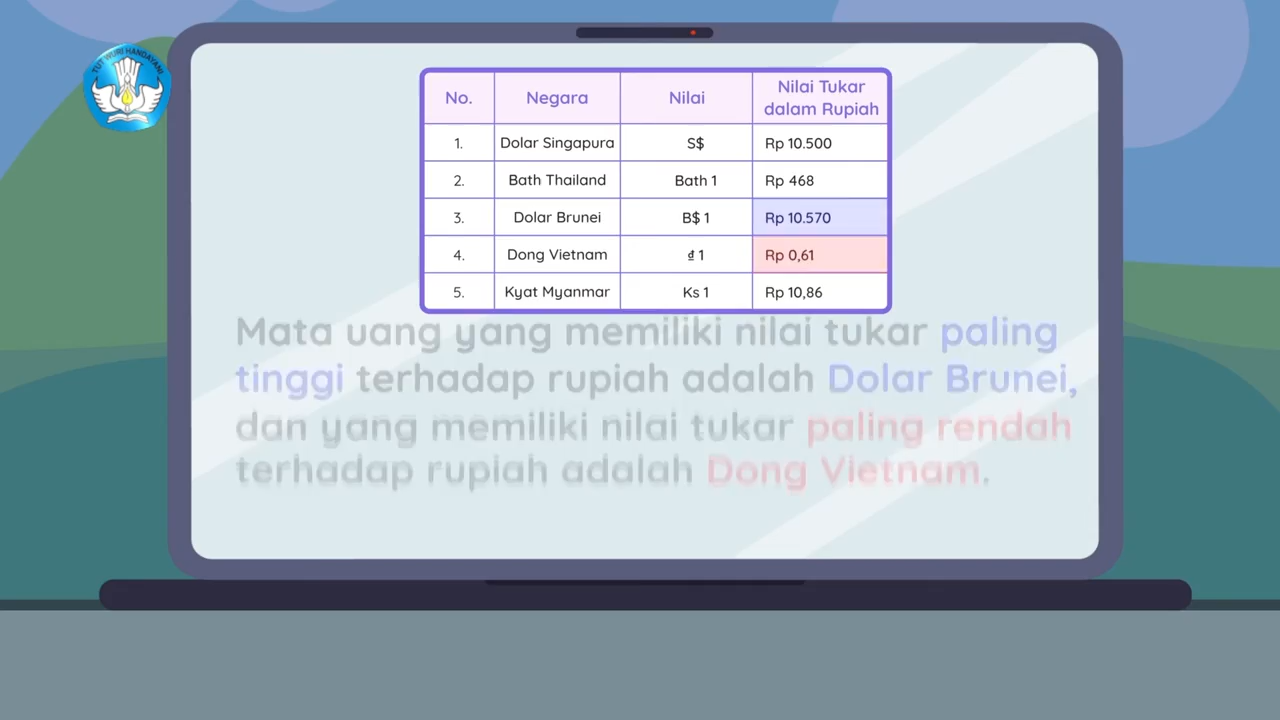 TUT WURI HANDAYANI
No. Negara Nilai Nilai Tukar dalam Rupiah
1. Dolar Singapura S$ Rp 10.500
2. Bath Thailand Bath 1 Rp 468
3. Dolar Brunei B$ 1 Rp 10.570
4. Dong Vietnam ₫ 1 Rp 0,61
5. Kyat Myanmar Ks 1 Rp 10,86
Mata uang yang memiliki nilai tukar paling
tinggi terhadap rupiah adalah Dolar Brunei,
dan yang memiliki nilai tukar paling rendah
terhadap rupiah adalah Dong Vietnam.